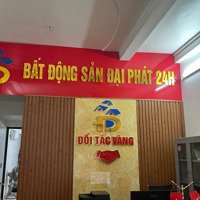 BẤT ĐỘNG SẢN ĐẠI PHÁT 24H
ĐỐI TÁC VÀNG